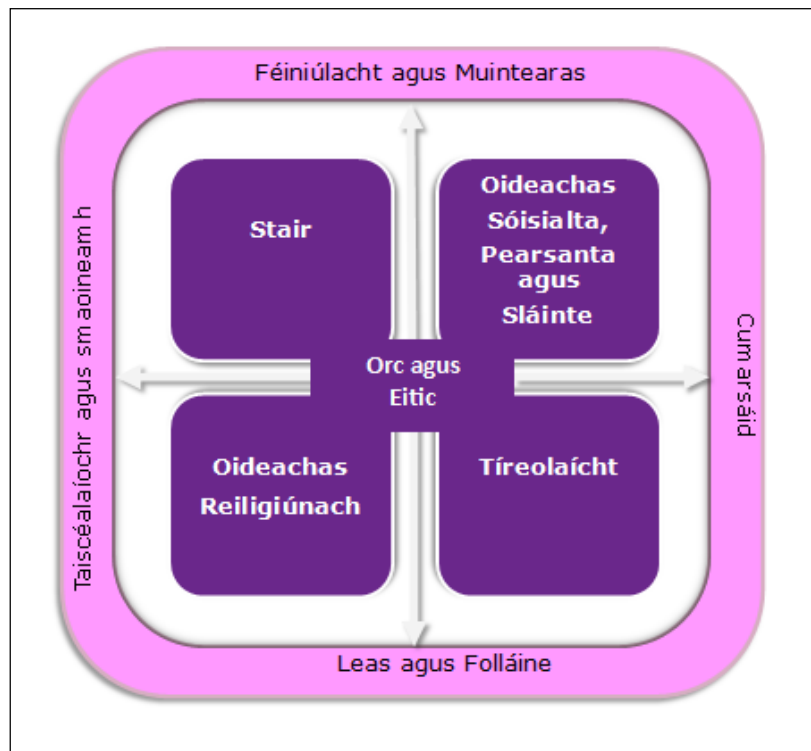 Féiniúlacht agus Muintearas
Stair
Oideachas
Sóisialta,
Pearsanta
agus
Sláinte
Taiscéalaíochr agus smaoineamh
Orc agus
Eitic
Cumarsáid
Oideachas
Reiligiúnach
Tíreolaícht
Leas agus Folláine